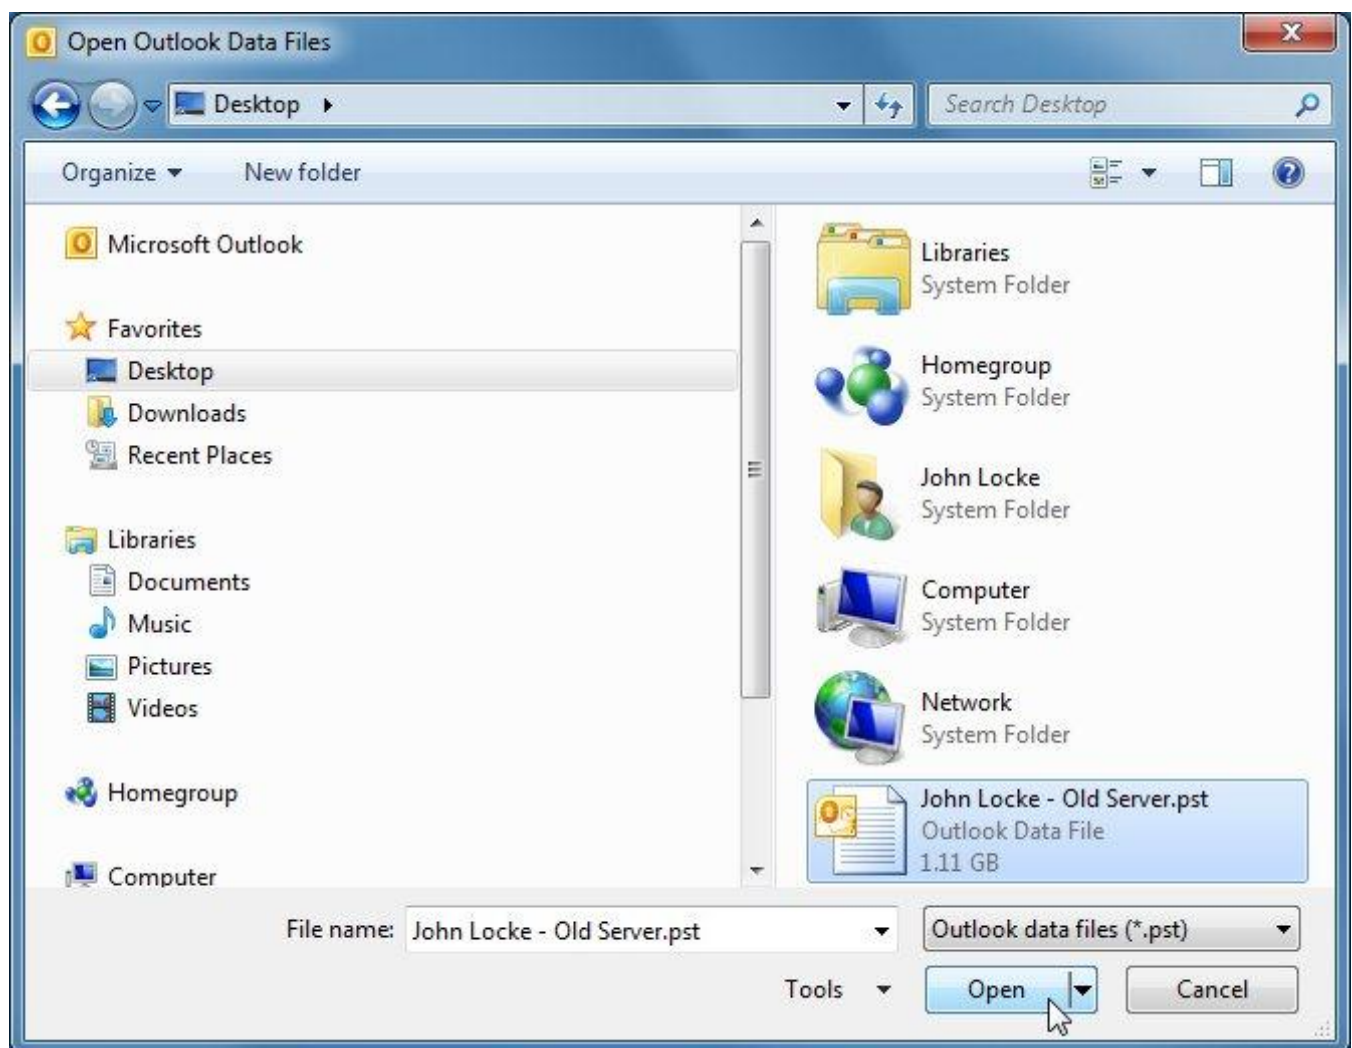 Open Outlook Data Files
Desktop
Search Desktop
Organize
New folder
Microsoft Outlook
Favorites
Desktop
Downloads
Recent Places
Libraries
Documents
Music
Pictures
Videos
Homegroup
Computer
Libraries
System Folder
Homegroup
System Folder
John Locke
System Folder
Computer
System Folder
Network
System Folder
John Locke - Old Server.pst
Outlook Data File
1.11 GB
File name: John Locke - Old Server.pst
Outlook data files (*.pst)
Tools
Open
Cancel